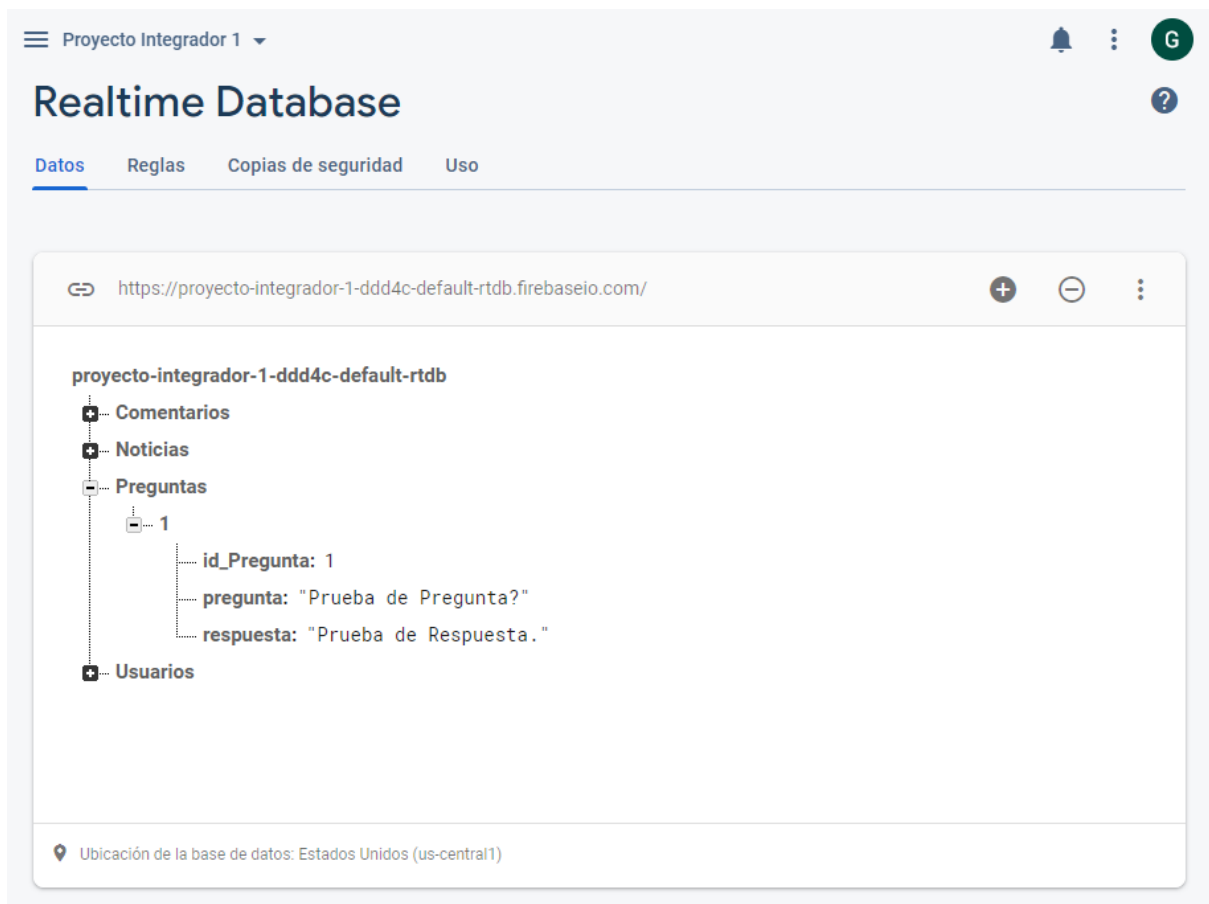 Proyecto Integrador 1
G
Realtime Database
Datos Reglas Copias de seguridad Uso
https://proyecto-integrador-1-ddd4c-default-rtdb.firebaseio.com/
proyecto-integrador-1-ddd4c-default-rtdb
Comentarios
Noticias
Preguntas
1
id_Pregunta: 1
pregunta: "Prueba de Pregunta?"
respuesta: "Prueba de Respuesta."
Usuarios
Ubicación de la base de datos: Estados Unidos (us-central1)